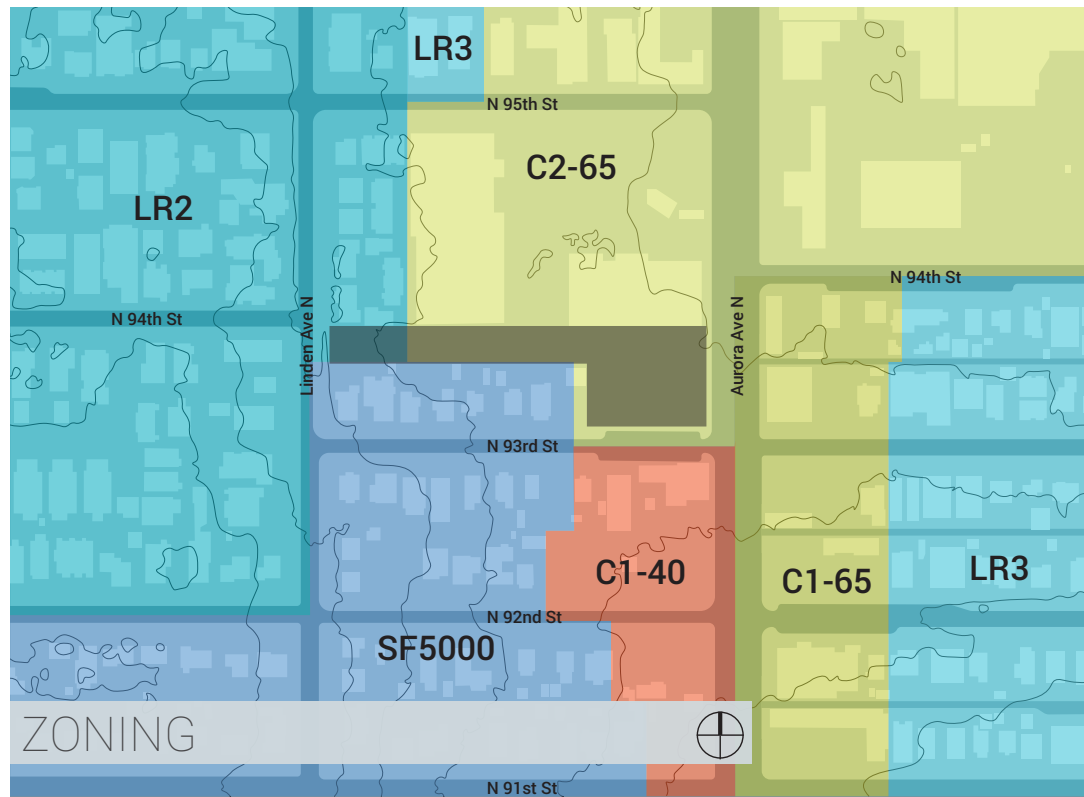 LR3
N 95th St
C2-65
LR2
N 94th St
N 94th St
Linden Ave N
Aurora Ave N
N 93rd St
C1-40
C1-65
LR3
N 92nd St
SF5000
ZONING
N 91st St